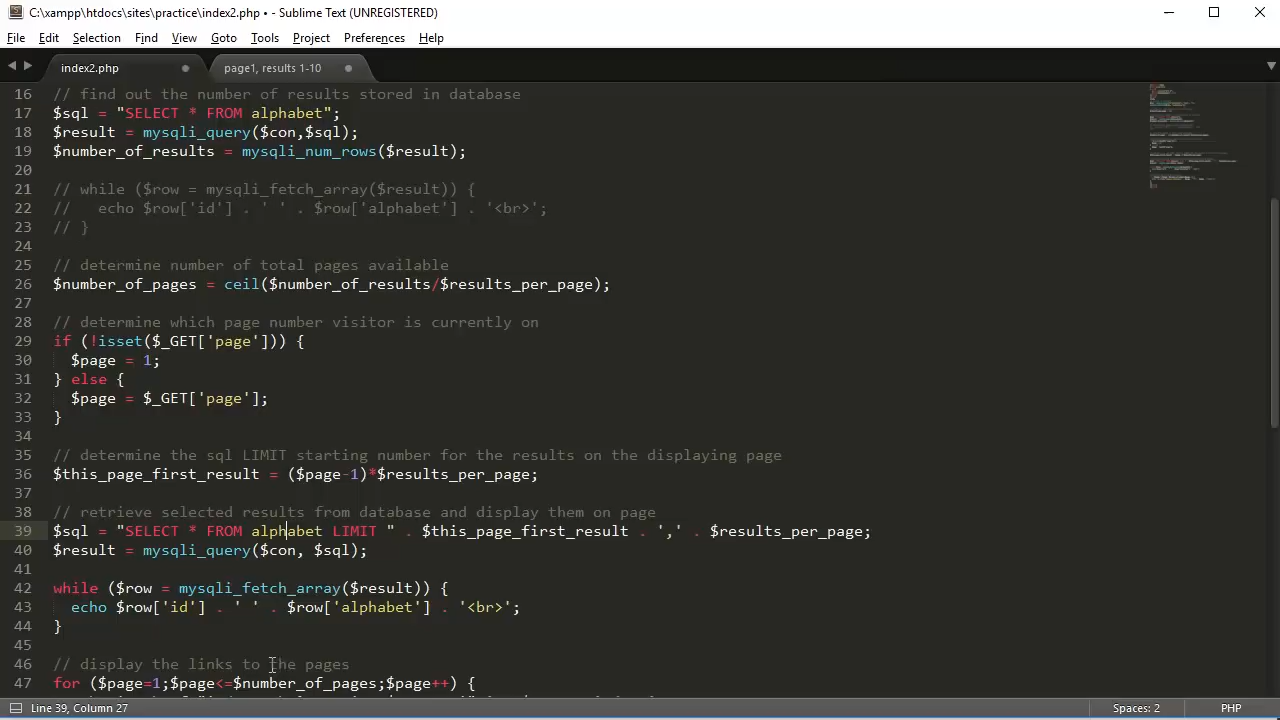 C:\xampp\htdocs\sites\practice\index2.php • - Sublime Text (UNREGISTERED)
File Edit Selection Find View Goto Tools Project Preferences Help
index2.php page1, results 1-10
16 // find out the number of results stored in database
17 $sql = "SELECT * FROM alphabet";
18 $result = mysqli_query($con,$sql);
19 $number_of_results = mysqli_num_rows($result);
20
21 // while ($row = mysqli_fetch_array($result)) {
22 //   echo $row['id'] . ' ' . $row['alphabet'] . '<br>';
23 // }
24
25 // determine number of total pages available
26 $number_of_pages = ceil($number_of_results/$results_per_page);
27
28 // determine which page number visitor is currently on
29 if (!isset($_GET['page'])) {
30   $page = 1;
31 } else {
32   $page = $_GET['page'];
33 }
34
35 // determine the sql LIMIT starting number for the results on the displaying page
36 $this_page_first_result = ($page-1)*$results_per_page;
37
38 // retrieve selected results from database and display them on page
39 $sql = "SELECT * FROM alphabet LIMIT " . $this_page_first_result . ',' . $results_per_page;
40 $result = mysqli_query($con, $sql);
41
42 while ($row = mysqli_fetch_array($result)) {
43   echo $row['id'] . ' ' . $row['alphabet'] . '<br>';
44 }
45
46 // display the links to the pages
47 for ($page=1;$page<=$number_of_pages;$page++) {
Line 39, Column 27 Spaces: 2 PHP